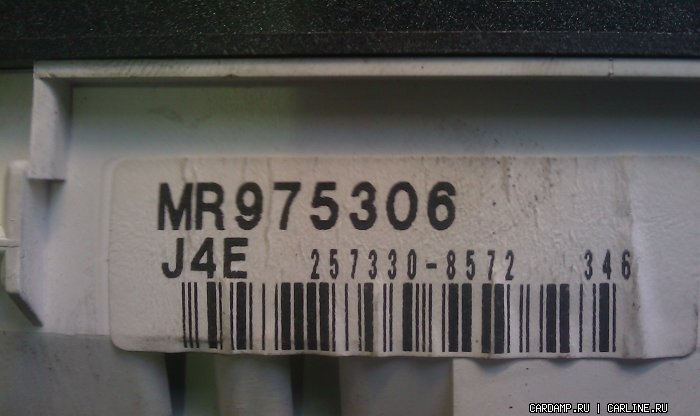 MR975306
J4E 257330-8572 346
CARDAMP.RU | CARLINE.RU